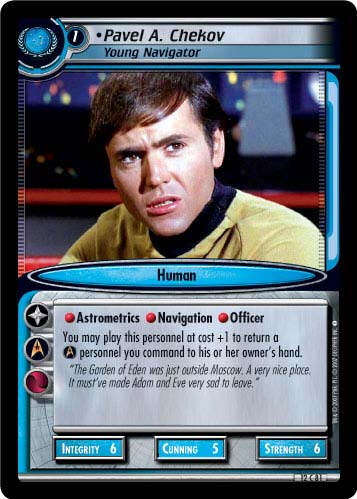 1
•Pavel A. Chekov
Young Navigator
Human
Astrometrics Navigation Officer
You may play this personnel at cost +1 to return a
personnel you command to his or her owner's hand.
"The Garden of Eden was just outside Moscow. A very nice place.
It must've made Adam and Eve very sad to leave."
INTEGRITY 6 CUNNING 5 STRENGTH 6
12 C 81